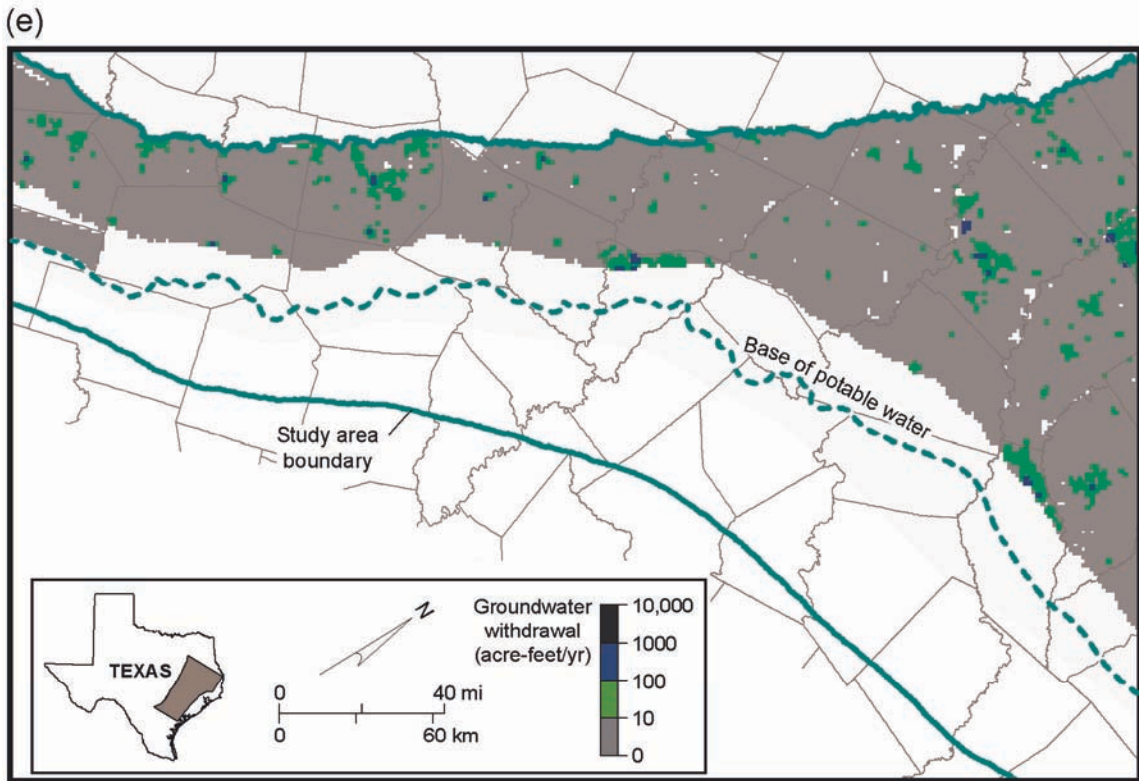 (e)
Base of potable water
Study area
boundary
TEXAS
N
0 40 mi
0 60 km
Groundwater
withdrawal
(acre-feet/yr)
10,000
1000
100
10
0